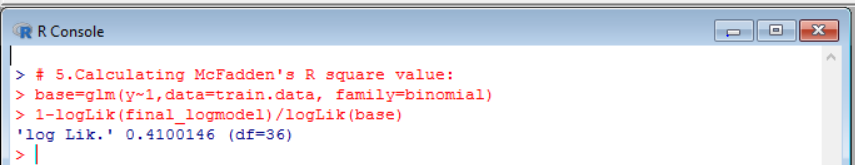 R R Console
> # 5.Calculating McFadden's R square value:
> base=glm(y~1,data=train.data, family=binomial)
> 1-logLik(final_logmodel)/logLik(base)
'log Lik.' 0.4100146 (df=36)
>